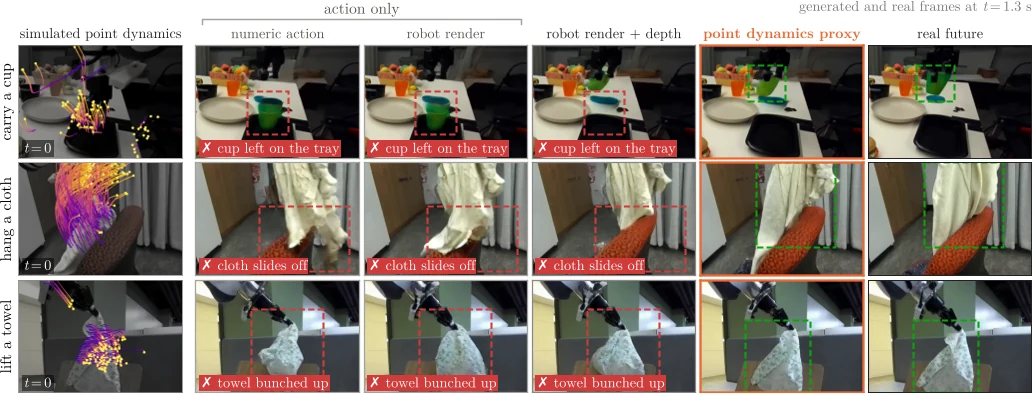 action only
generated and real frames at t = 1.3 s
simulated point dynamics
numeric action
robot render
robot render + depth
point dynamics proxy
real future
carry a cup
t = 0
✗ cup left on the tray
✗ cup left on the tray
✗ cup left on the tray
hang a cloth
t = 0
✗ cloth slides off
✗ cloth slides off
✗ cloth slides off
lift a towel
t = 0
✗ towel bunched up
✗ towel bunched up
✗ towel bunched up